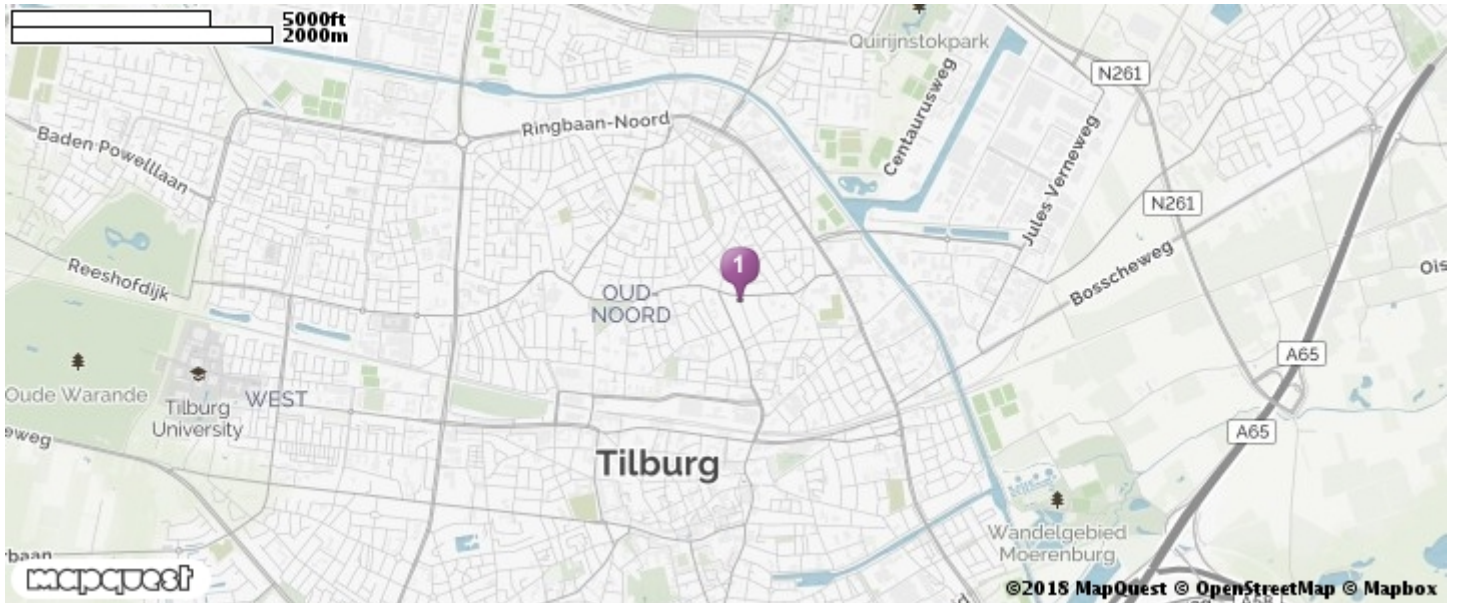 5000ft
2000m
Quirijnstokpark
N261
Ringbaan-Noord
Centaurusweg
Baden Powelllaan
Jules Verneweg
N261
1
Bosscheweg
Reeshofdijk
Ois
OUD-
NOORD
A65
Oude Warande
WEST
Tilburg
University
eweg
A65
Tilburg
Wandelgebied
Moerenburg
rbaan
mapquest
©2018 MapQuest © OpenStreetMap © Mapbox